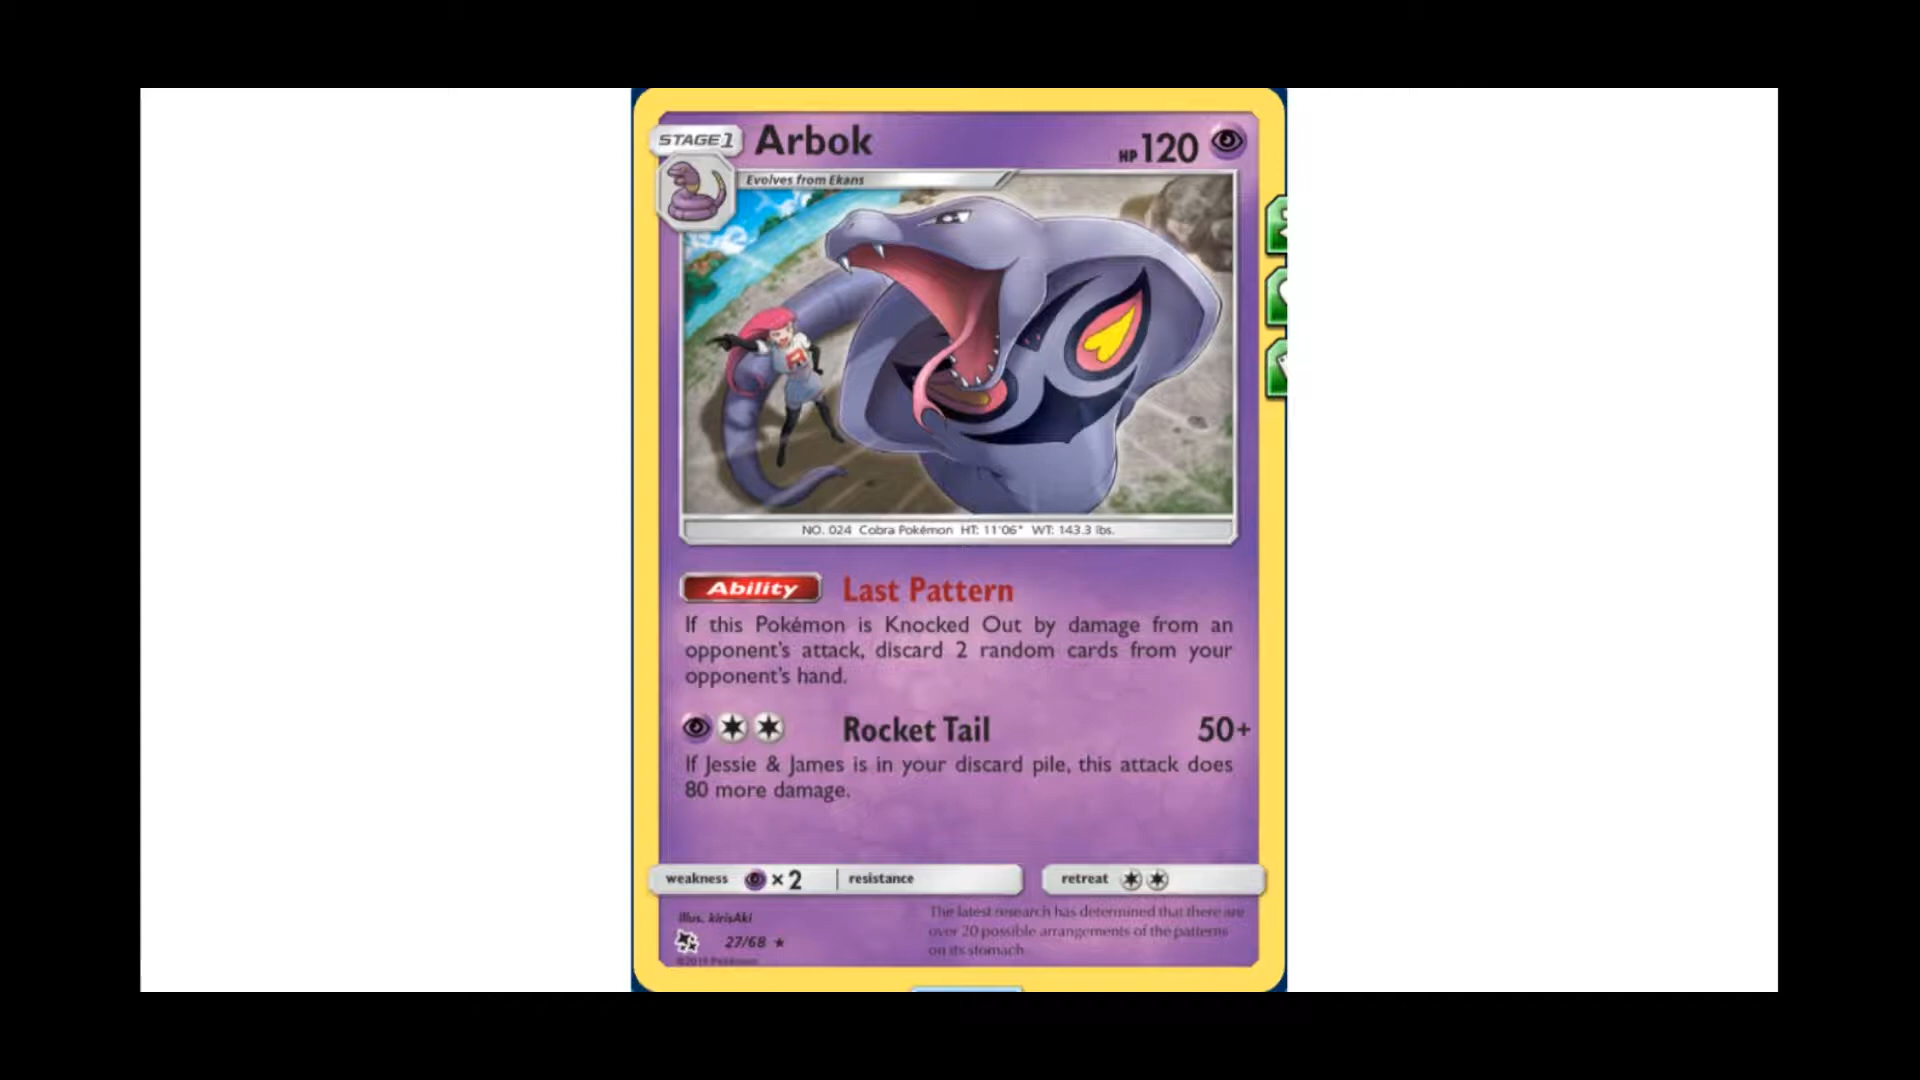 STAGE1 Arbok HP 120
Evolves from Ekans
NO. 024 Cobra Pokémon HT: 11'06" WT: 143.3 lbs.
Ability Last Pattern
If this Pokémon is Knocked Out by damage from an
opponent's attack, discard 2 random cards from your
opponent's hand.
Rocket Tail 50+
If Jessie & James is in your discard pile, this attack does
80 more damage.
weakness ×2 resistance retreat
Illus. kirisAki
27/68
©2019 Pokémon
The latest research has determined that there are
over 20 possible arrangements of the patterns
on its stomach.